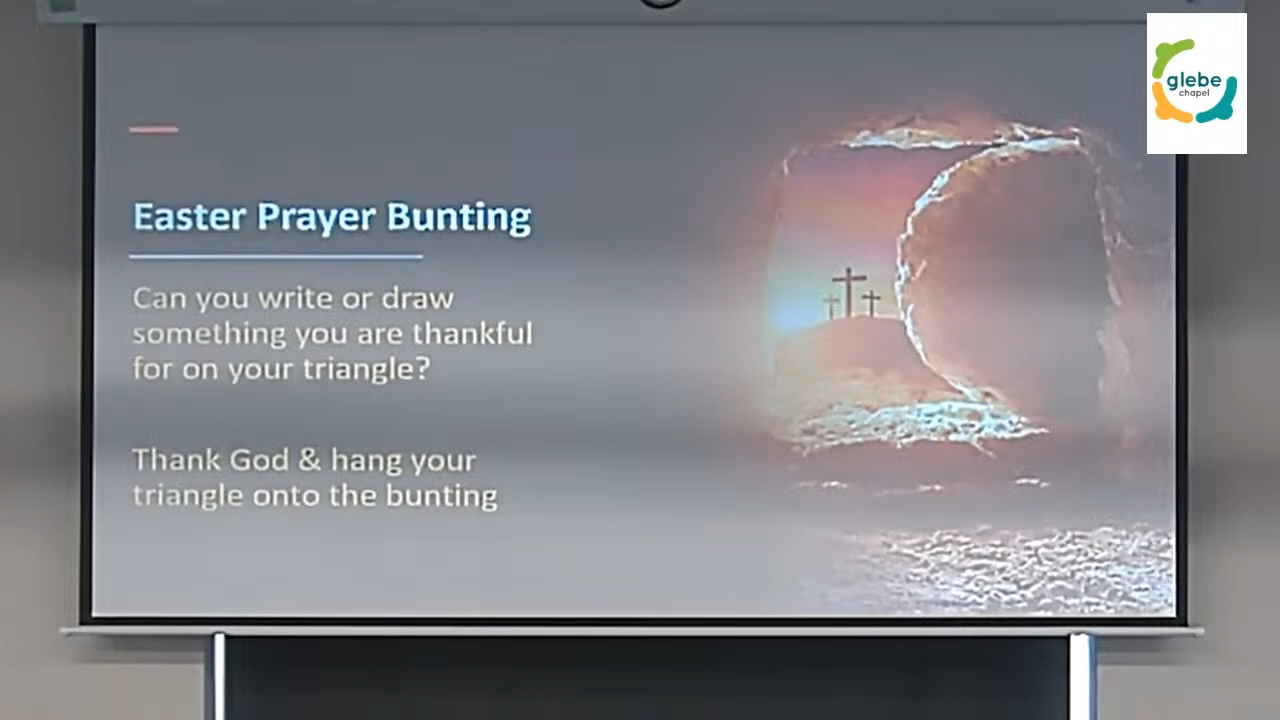 glebe
chapel
Easter Prayer Bunting
Can you write or draw
something you are thankful
for on your triangle?
Thank God & hang your
triangle onto the bunting